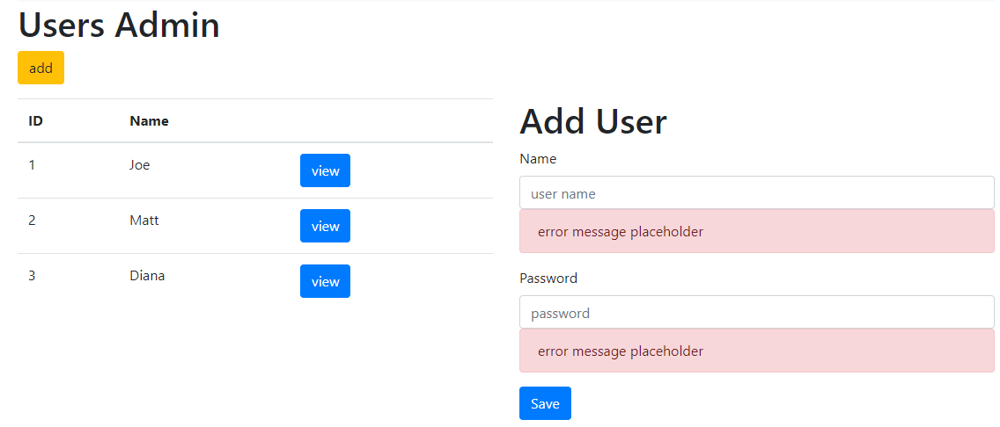 Users Admin
add
ID Name
1 Joe view
2 Matt view
3 Diana view
Add User
Name
user name
error message placeholder
Password
password
error message placeholder
Save